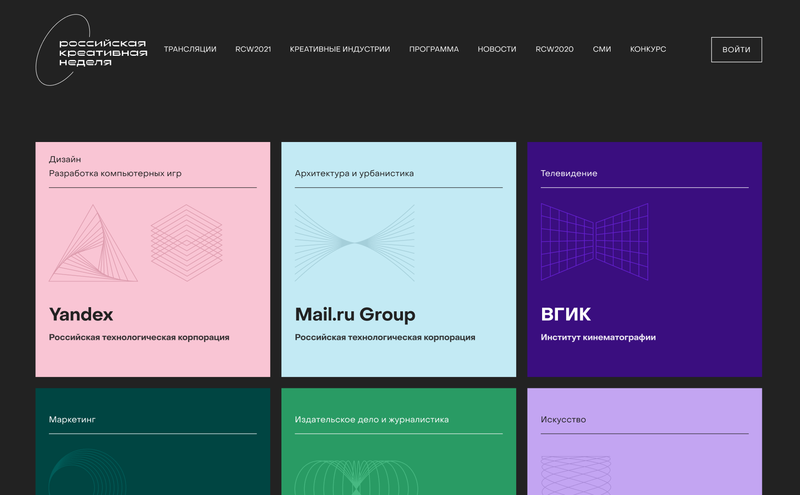 российская
креативная
неделя
ТРАНСЛЯЦИИ RCW2021 КРЕАТИВНЫЕ ИНДУСТРИИ ПРОГРАММА НОВОСТИ RCW2020 СМИ КОНКУРС ВОЙТИ
Дизайн
Разработка компьютерных игр
Yandex
Российская технологическая корпорация
Архитектура и урбанистика
Mail.ru Group
Российская технологическая корпорация
Телевидение
ВГИК
Институт кинематографии
Маркетинг
Издательское дело и журналистика
Искусство